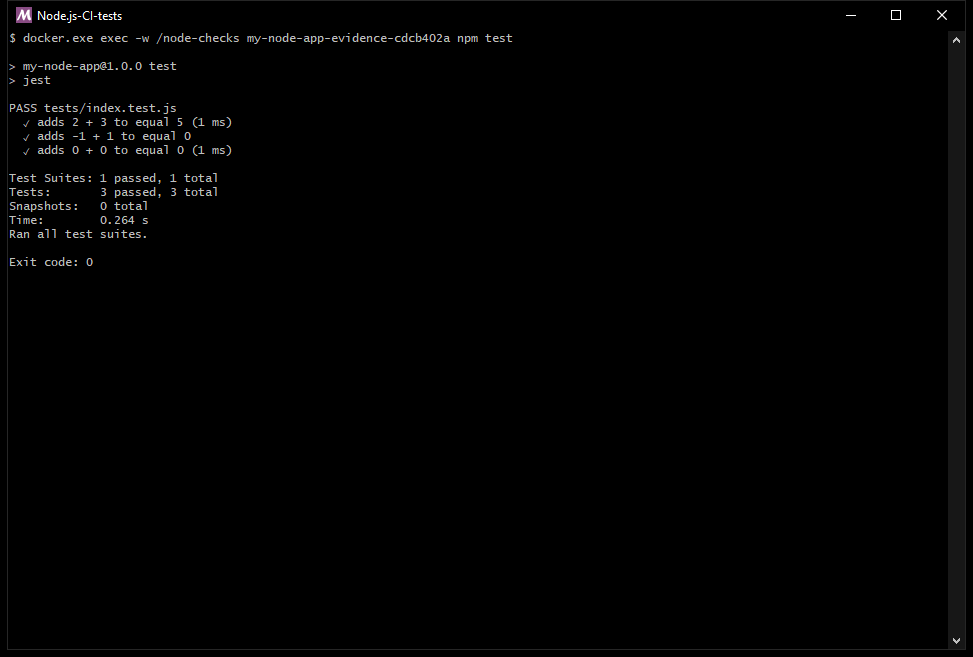 Node.js-CI-tests
$ docker.exe exec -w /node-checks my-node-app-evidence-cdcb402a npm test
> my-node-app@1.0.0 test
> jest
PASS tests/index.test.js
✓ adds 2 + 3 to equal 5 (1 ms)
✓ adds -1 + 1 to equal 0
✓ adds 0 + 0 to equal 0 (1 ms)
Test Suites: 1 passed, 1 total
Tests:       3 passed, 3 total
Snapshots:   0 total
Time:        0.264 s
Ran all test suites.
Exit code: 0